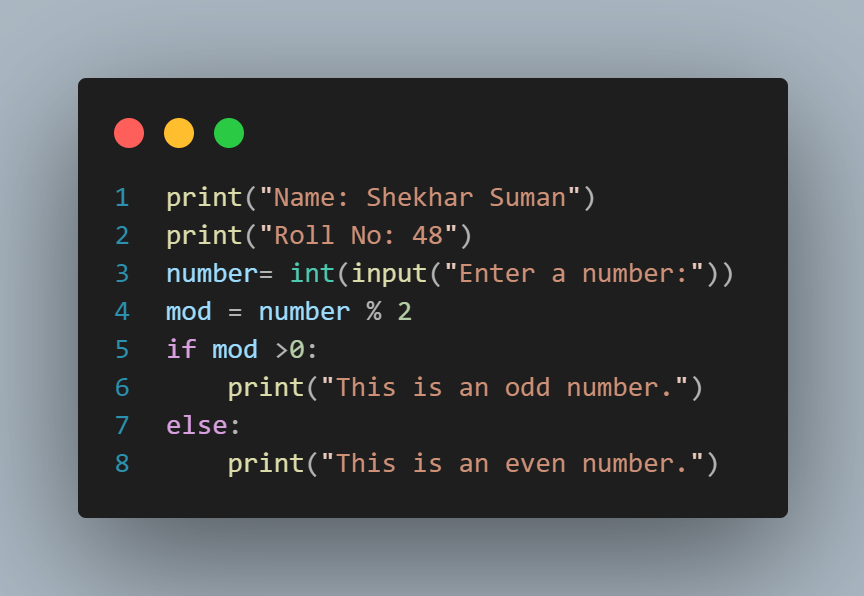 1 print("Name: Shekhar Suman")
2 print("Roll No: 48")
3 number= int(input("Enter a number:"))
4 mod = number % 2
5 if mod >0:
6     print("This is an odd number.")
7 else:
8     print("This is an even number.")